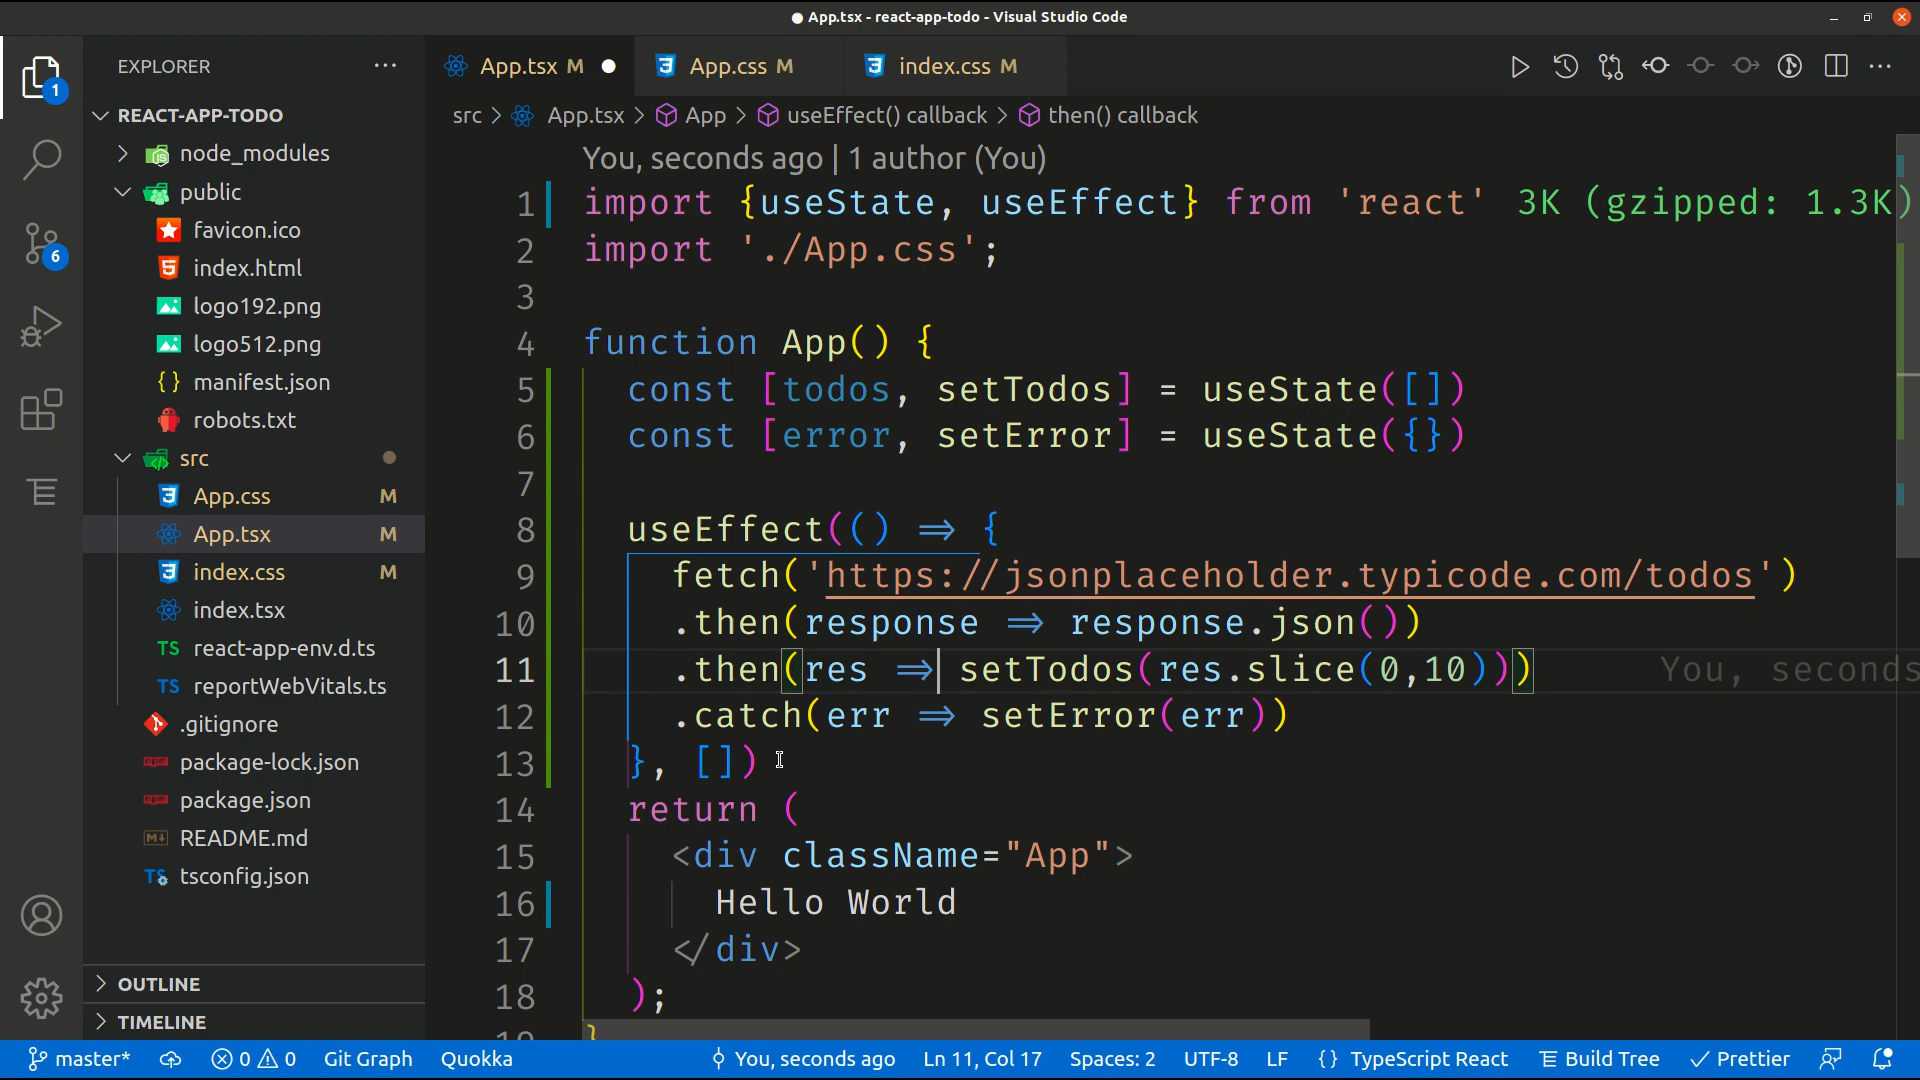 App.tsx - react-app-todo - Visual Studio Code
EXPLORER
App.tsx M
App.css M
index.css M
1
6
REACT-APP-TODO
node_modules
public
favicon.ico
index.html
logo192.png
logo512.png
manifest.json
robots.txt
src
App.css M
App.tsx M
index.css M
index.tsx
TS react-app-env.d.ts
TS reportWebVitals.ts
.gitignore
package-lock.json
package.json
README.md
tsconfig.json
OUTLINE
TIMELINE
src > App.tsx > App > useEffect() callback > then() callback
You, seconds ago | 1 author (You)
1 import {useState, useEffect} from 'react' 3K (gzipped: 1.3K)
2 import './App.css';
3
4 function App() {
5 const [todos, setTodos] = useState([])
6 const [error, setError] = useState({})
7
8 useEffect(() => {
9 fetch('https://jsonplaceholder.typicode.com/todos')
10 .then(response => response.json())
11 .then(res => setTodos(res.slice(0,10))) You, seconds
12 .catch(err => setError(err))
13 }, [])
14 return (
15 <div className="App">
16 Hello World
17 </div>
18 );
}
master* 0 0 Git Graph Quokka You, seconds ago Ln 11, Col 17 Spaces: 2 UTF-8 LF {} TypeScript React Build Tree Prettier